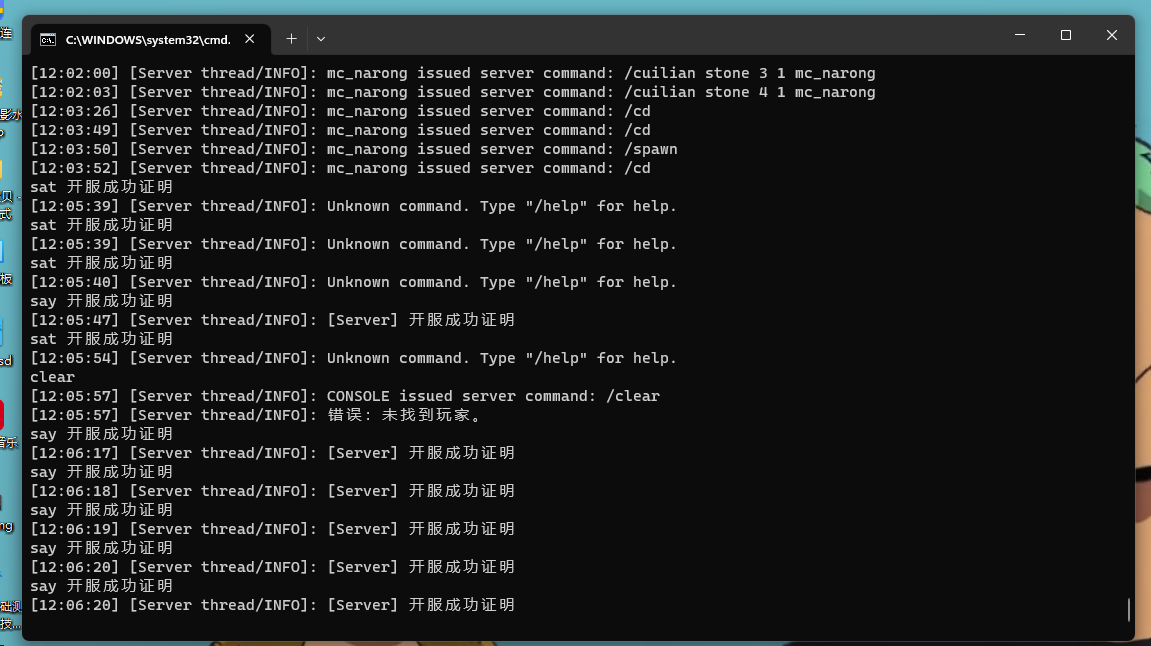 C:\WINDOWS\system32\cmd.
[12:02:00] [Server thread/INFO]: mc_narong issued server command: /cuilian stone 3 1 mc_narong
[12:02:03] [Server thread/INFO]: mc_narong issued server command: /cuilian stone 4 1 mc_narong
[12:03:26] [Server thread/INFO]: mc_narong issued server command: /cd
[12:03:49] [Server thread/INFO]: mc_narong issued server command: /cd
[12:03:50] [Server thread/INFO]: mc_narong issued server command: /spawn
[12:03:52] [Server thread/INFO]: mc_narong issued server command: /cd
sat 开服成功证明
[12:05:39] [Server thread/INFO]: Unknown command. Type "/help" for help.
sat 开服成功证明
[12:05:39] [Server thread/INFO]: Unknown command. Type "/help" for help.
sat 开服成功证明
[12:05:40] [Server thread/INFO]: Unknown command. Type "/help" for help.
say 开服成功证明
[12:05:47] [Server thread/INFO]: [Server] 开服成功证明
sat 开服成功证明
[12:05:54] [Server thread/INFO]: Unknown command. Type "/help" for help.
clear
[12:05:57] [Server thread/INFO]: CONSOLE issued server command: /clear
[12:05:57] [Server thread/INFO]: 错误: 未找到玩家。
say 开服成功证明
[12:06:17] [Server thread/INFO]: [Server] 开服成功证明
say 开服成功证明
[12:06:18] [Server thread/INFO]: [Server] 开服成功证明
say 开服成功证明
[12:06:19] [Server thread/INFO]: [Server] 开服成功证明
say 开服成功证明
[12:06:20] [Server thread/INFO]: [Server] 开服成功证明
say 开服成功证明
[12:06:20] [Server thread/INFO]: [Server] 开服成功证明